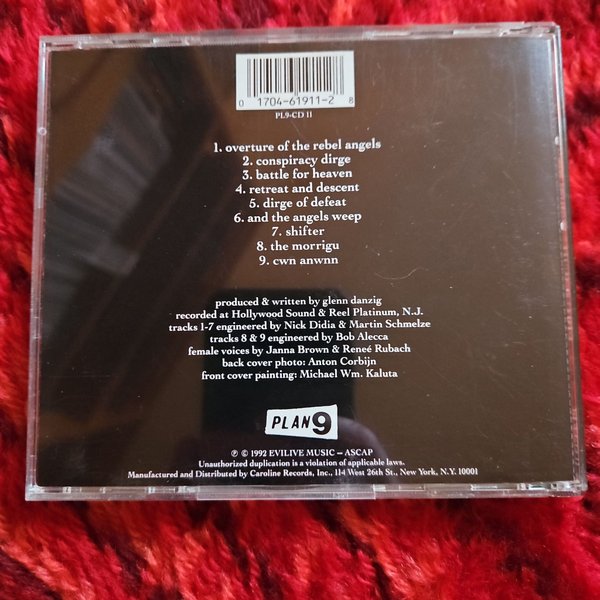 0 1704-61911-2 8
PL9-CD 11
1. overture of the rebel angels
2. conspiracy dirge
3. battle for heaven
4. retreat and descent
5. dirge of defeat
6. and the angels weep
7. shifter
8. the morrigu
9. cwn anwnn
produced & written by glenn danzig
recorded at Hollywood Sound & Reel Platinum, N.J.
tracks 1-7 engineered by Nick Didia & Martin Schmelze
tracks 8 & 9 engineered by Bob Alecca
female voices by Janna Brown & Reneé Rubach
back cover photo: Anton Corbijn
front cover painting: Michael Wm. Kaluta
PLAN 9
℗ © 1992 EVILIVE MUSIC – ASCAP
Unauthorized duplication is a violation of applicable laws.
Manufactured and Distributed by Caroline Records, Inc., 114 West 26th St., New York, N.Y. 10001